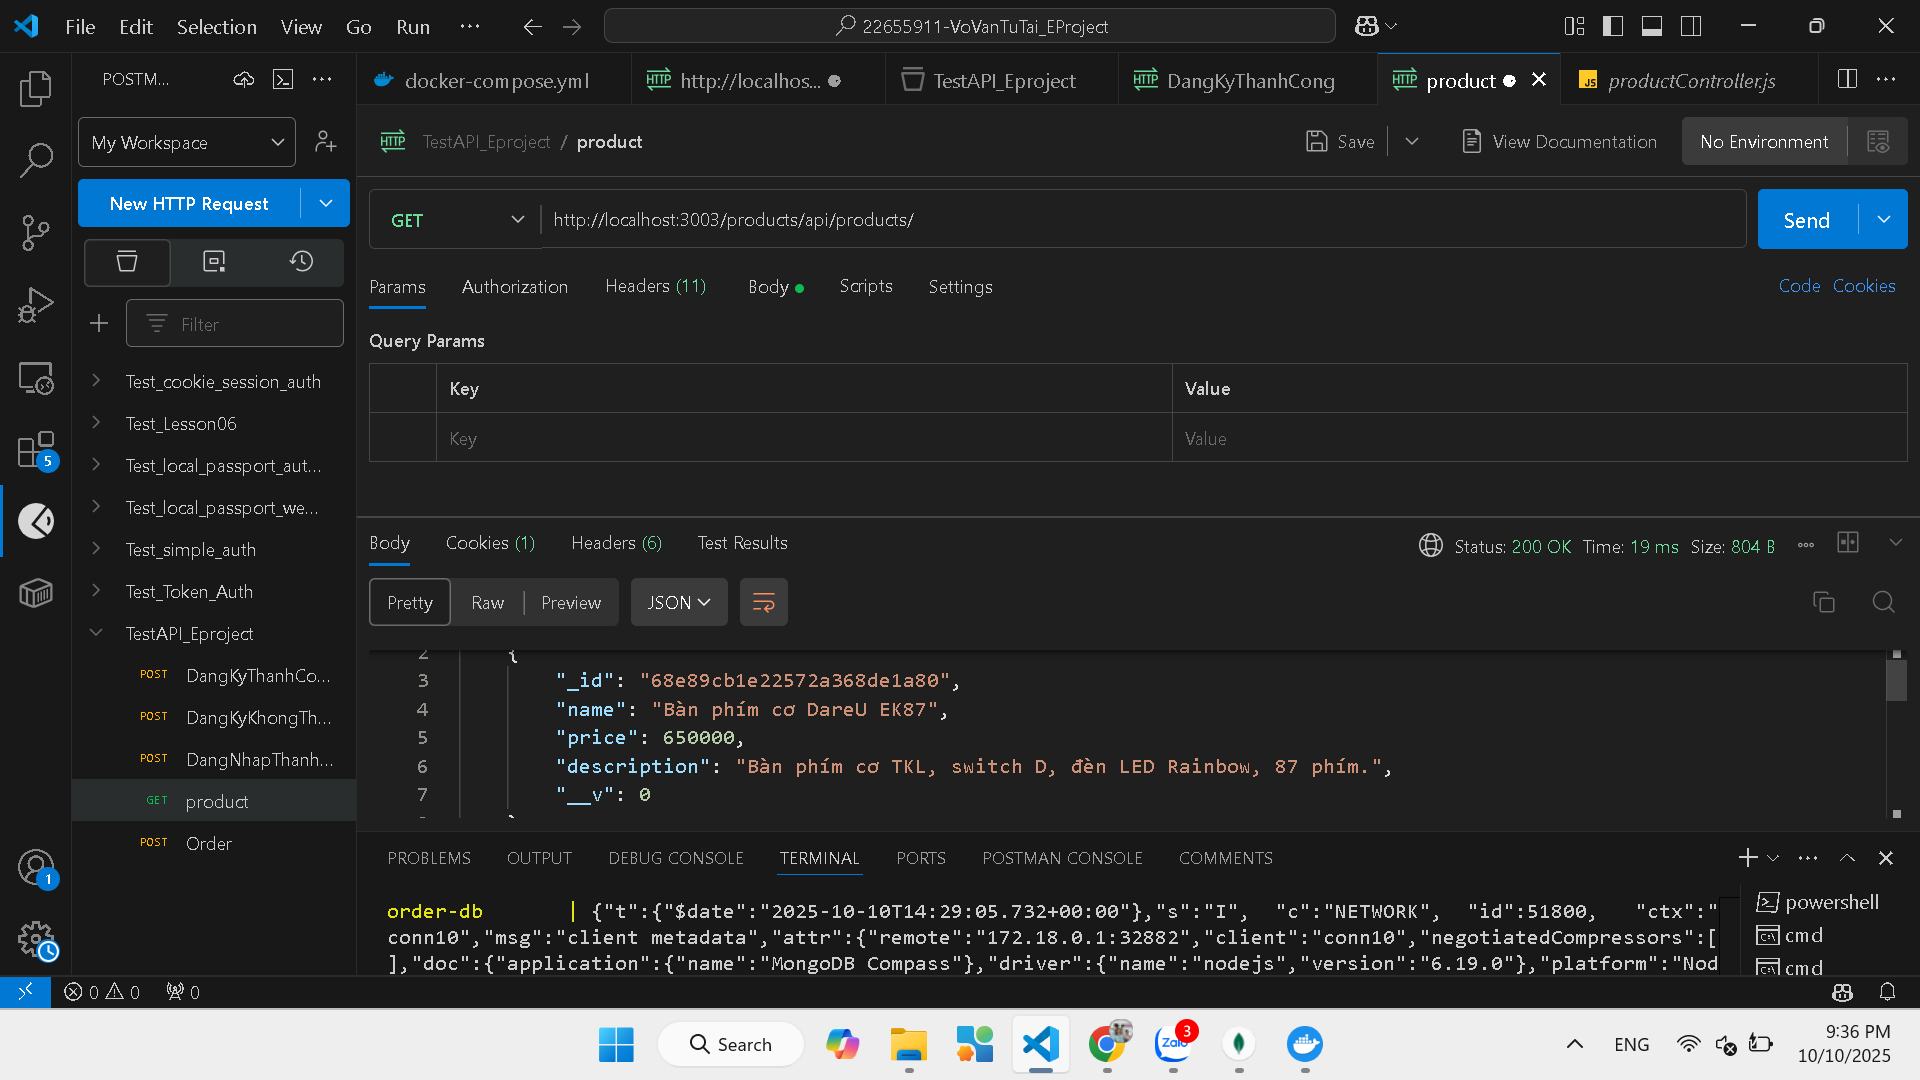 File Edit Selection View Go Run ··· 22655911-VoVanTuTai_EProject
POSTM... docker-compose.yml http://localhos... TestAPI_Eproject DangKyThanhCong product productController.js
My Workspace TestAPI_Eproject / product Save View Documentation No Environment
New HTTP Request GET http://localhost:3003/products/api/products/ Send
Params Authorization Headers (11) Body Scripts Settings Code Cookies
Filter
Query Params
Key Value
Key Value
Test_cookie_session_auth
Test_Lesson06
Test_local_passport_aut...
Test_local_passport_we...
Test_simple_auth
Test_Token_Auth
TestAPI_Eproject
POST DangKyThanhCo...
POST DangKyKhongTh...
POST DangNhapThanh...
GET product
POST Order
5
1
Body Cookies (1) Headers (6) Test Results Status: 200 OK Time: 19 ms Size: 804 B
Pretty Raw Preview JSON
2 {
3 "_id": "68e89cb1e22572a368de1a80",
4 "name": "Bàn phím cơ DareU EK87",
5 "price": 650000,
6 "description": "Bàn phím cơ TKL, switch D, đèn LED Rainbow, 87 phím.",
7 "__v": 0
PROBLEMS OUTPUT DEBUG CONSOLE TERMINAL PORTS POSTMAN CONSOLE COMMENTS
order-db | {"t":{"$date":"2025-10-10T14:29:05.732+00:00"},"s":"I", "c":"NETWORK", "id":51800, "ctx":"
conn10","msg":"client metadata","attr":{"remote":"172.18.0.1:32882","client":"conn10","negotiatedCompressors":[
],"doc":{"application":{"name":"MongoDB Compass"},"driver":{"name":"nodejs","version":"6.19.0"},"platform":"Nod
powershell
cmd
cmd
0 0 0
Search Zalo 3 ENG 9:36 PM
10/10/2025